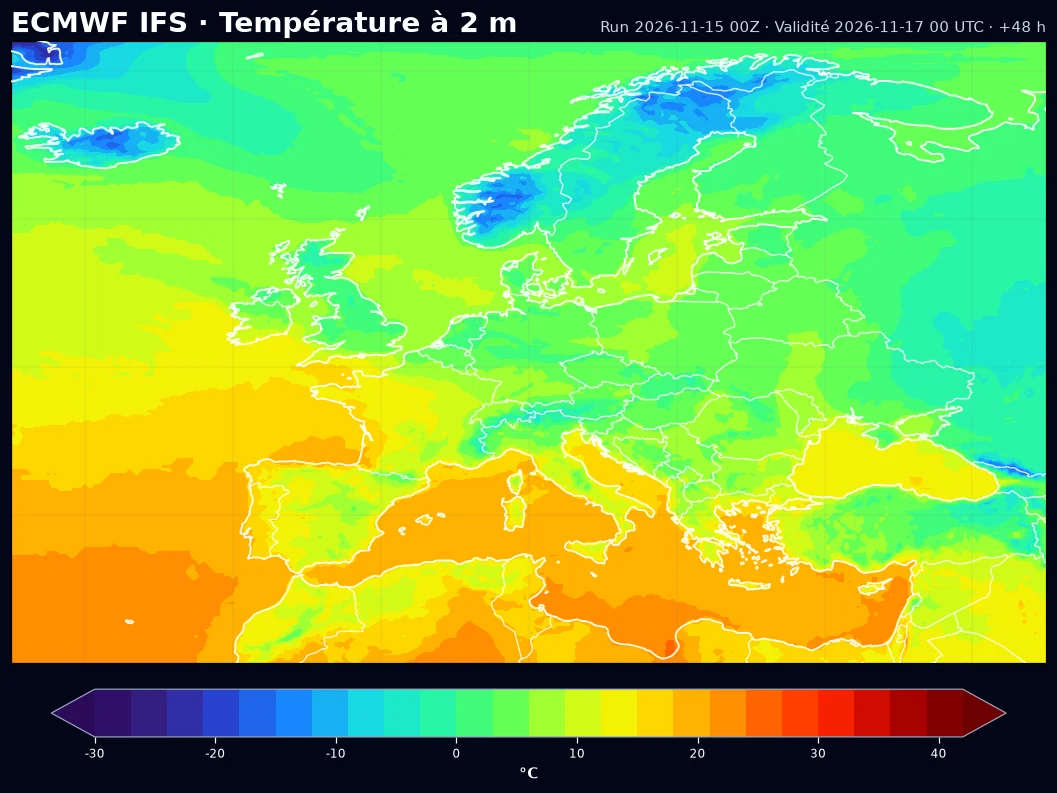 ECMWF IFS · Température à 2 m
Run 2026-11-15 00Z · Validité 2026-11-17 00 UTC · +48 h
-30 -20 -10 0 10 20 30 40
°C